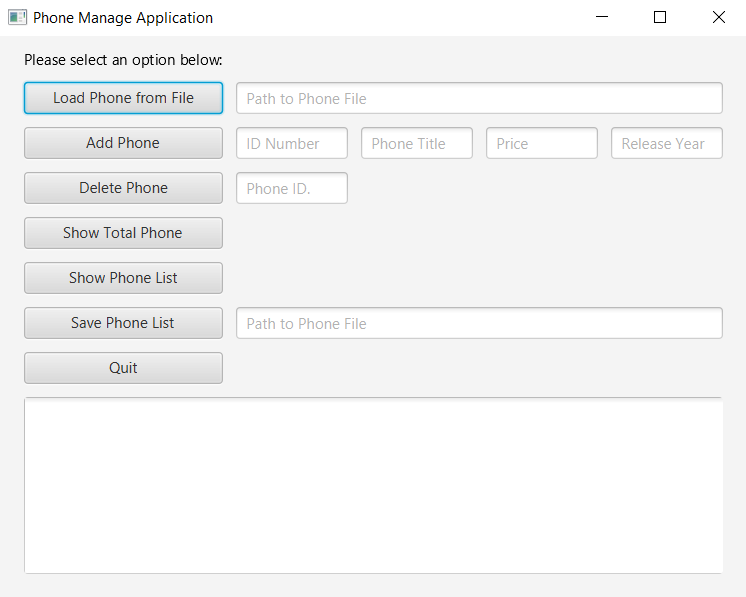 Phone Manage Application
Please select an option below:
Load Phone from File Path to Phone File
Add Phone ID Number Phone Title Price Release Year
Delete Phone Phone ID.
Show Total Phone
Show Phone List
Save Phone List Path to Phone File
Quit